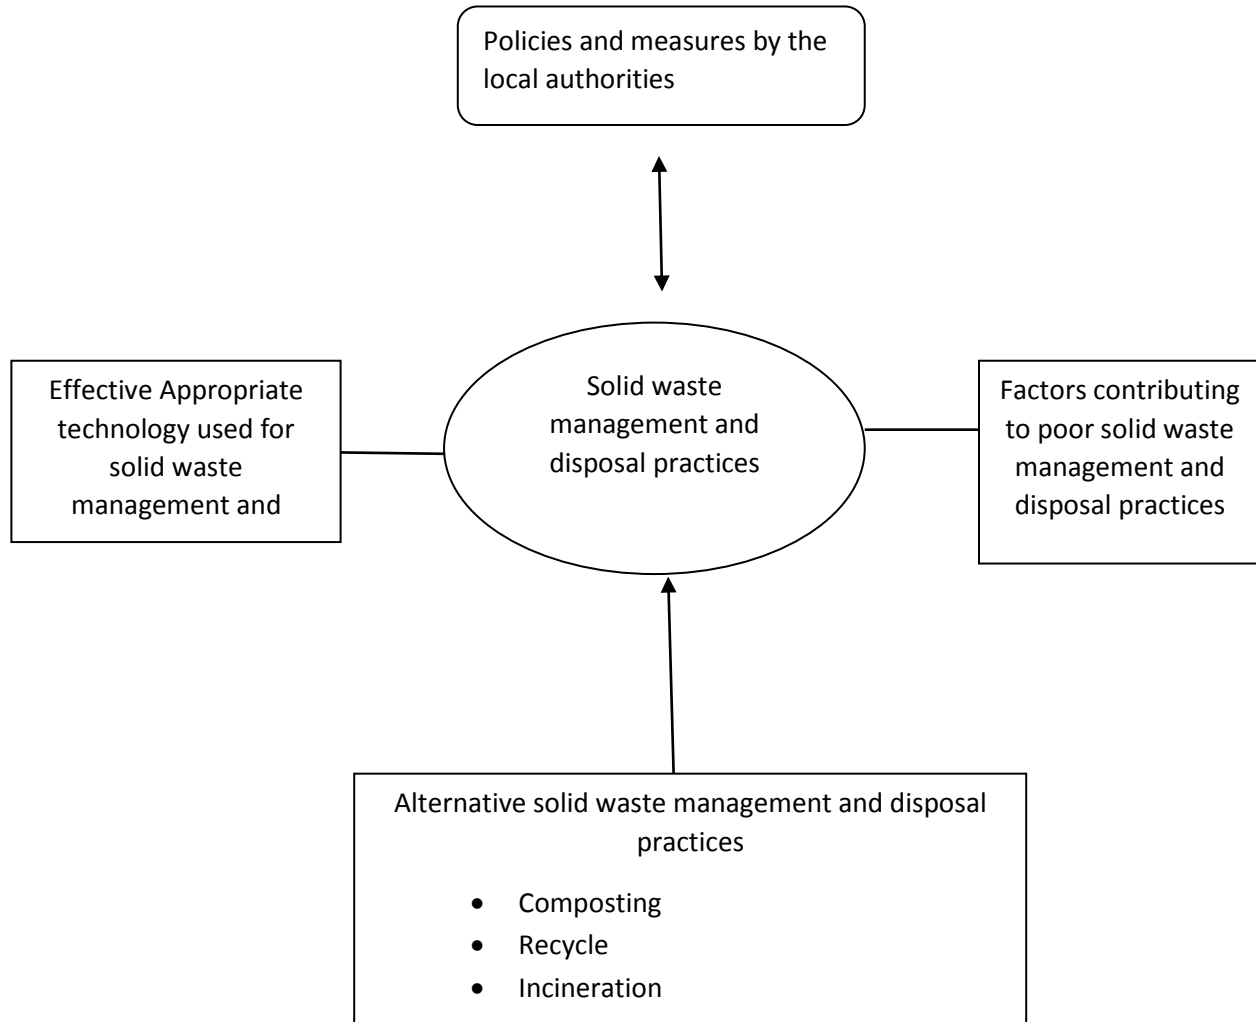 Policies and measures by the
local authorities
Effective Appropriate
technology used for
solid waste
management and
Solid waste
management and
disposal practices
Factors contributing
to poor solid waste
management and
disposal practices
Alternative solid waste management and disposal
practices
• Composting
• Recycle
• Incineration